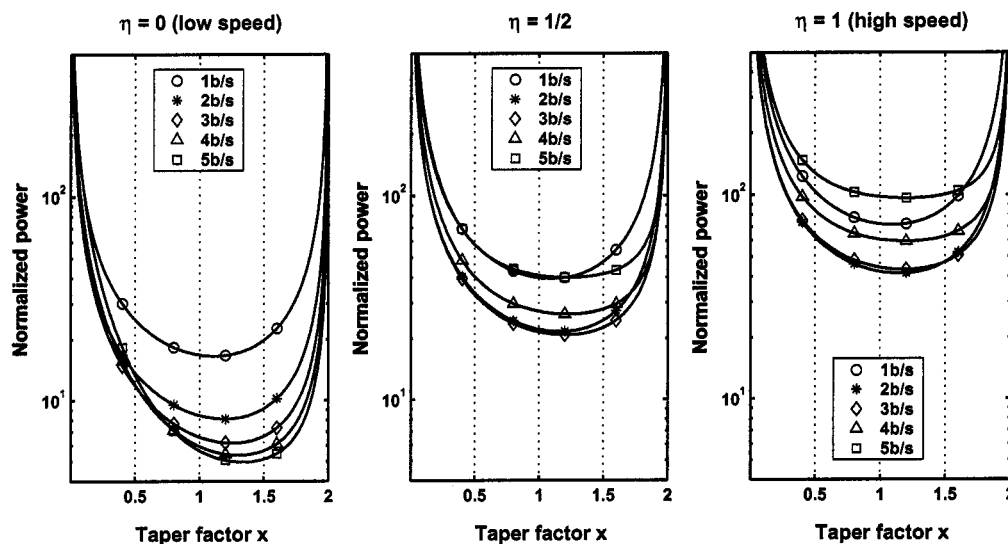 η = 0 (low speed)
Normalized power
10²
10¹
1b/s
2b/s
3b/s
4b/s
5b/s
0.5
1
1.5
2
Taper factor x
η = 1/2
Normalized power
1b/s
2b/s
3b/s
4b/s
5b/s
0.5
1
1.5
2
Taper factor x
η = 1 (high speed)
Normalized power
10²
10¹
1b/s
2b/s
3b/s
4b/s
5b/s
0.5
1
1.5
2
Taper factor x
10²
10¹